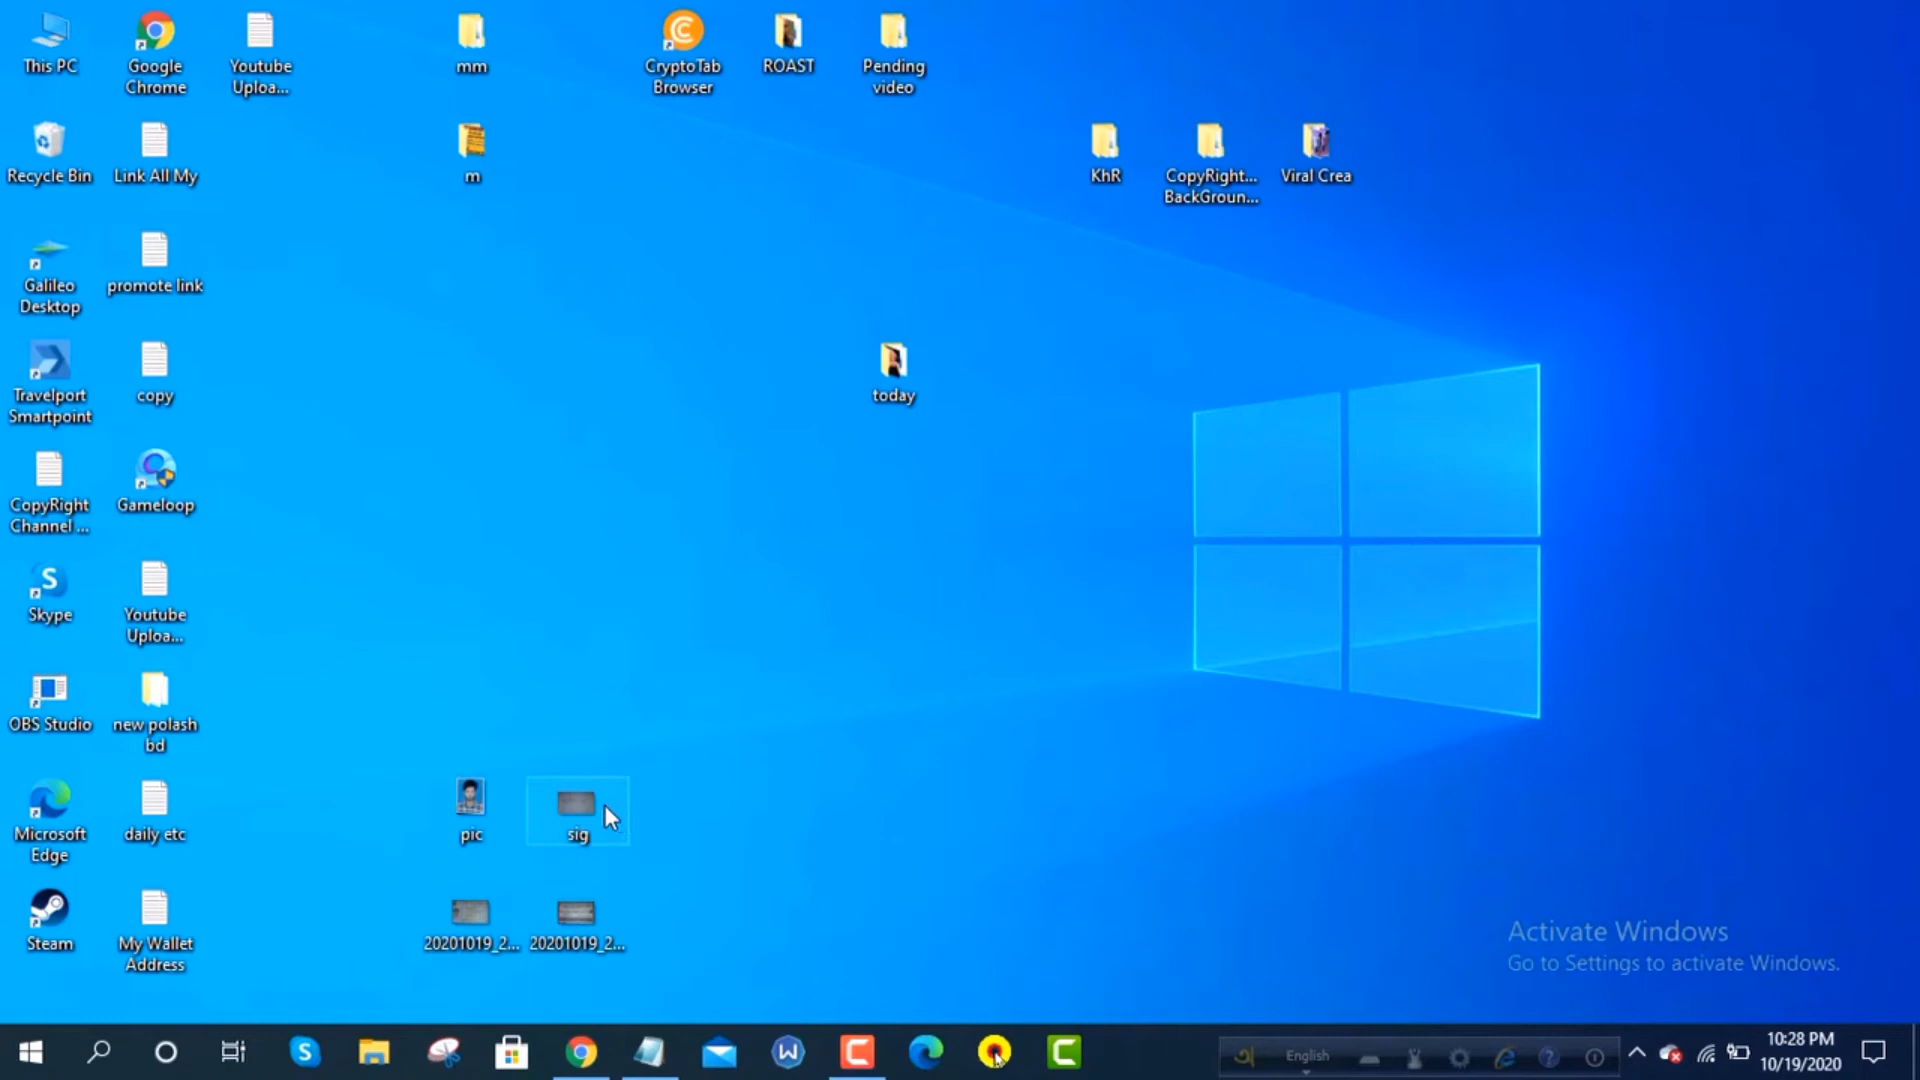 This PC
Google
Chrome
Youtube
Uploa...
mm
CryptoTab
Browser
ROAST
Pending
video
Recycle Bin
Link All My
m
KhR
CopyRight...
BackGroun...
Viral Crea
Galileo
Desktop
promote link
Travelport
Smartpoint
copy
today
CopyRight
Channel ...
Gameloop
Skype
Youtube
Uploa...
OBS Studio
new polash
bd
Microsoft
Edge
daily etc
pic
sig
Steam
My Wallet
Address
20201019_2...
20201019_2...
Activate Windows
Go to Settings to activate Windows.
English
10:28 PM
10/19/2020